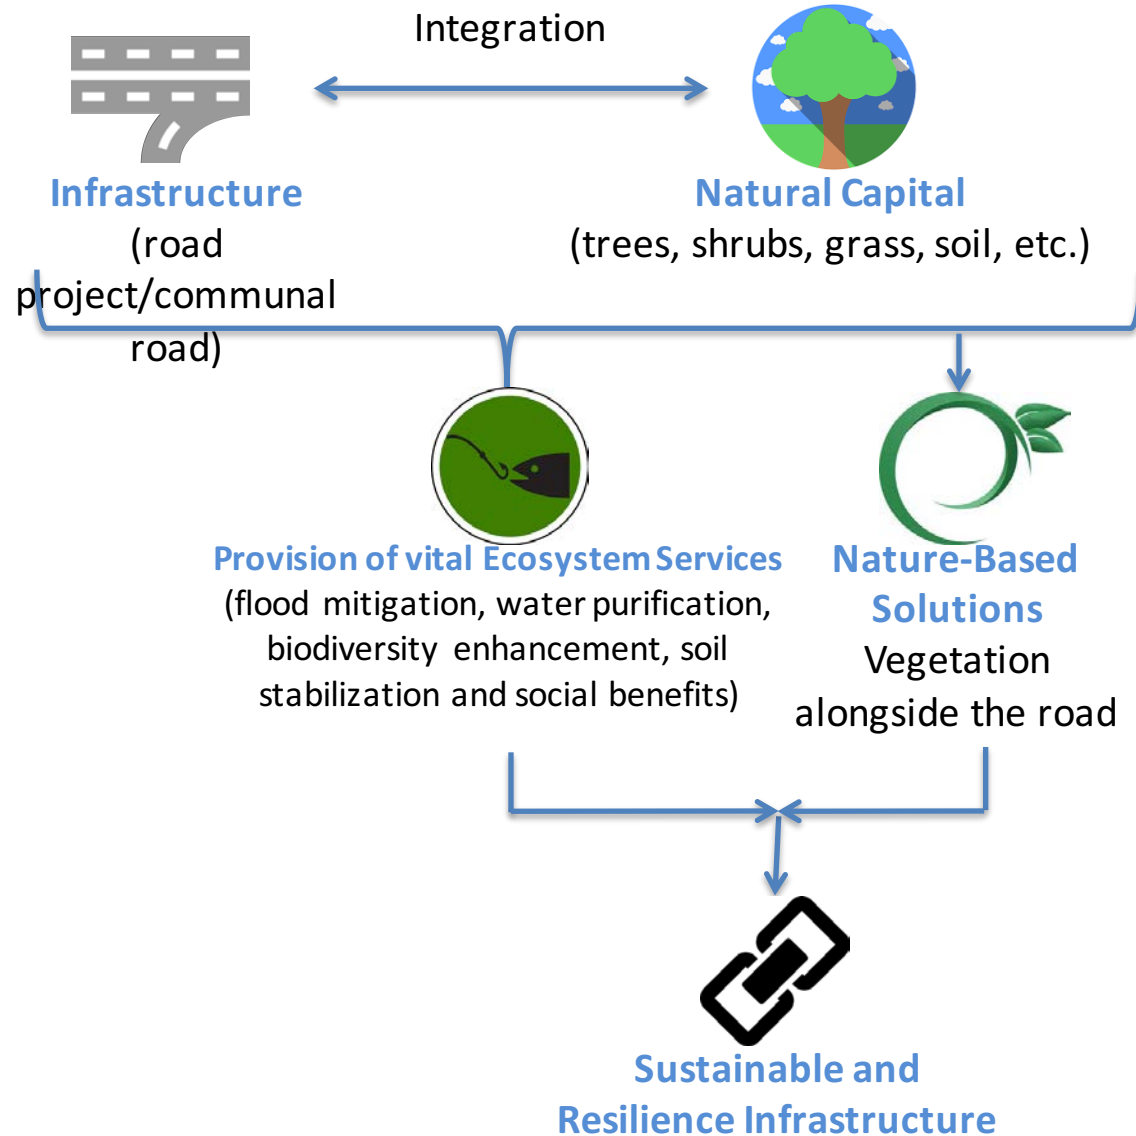 Integration
Infrastructure
(road
project/communal
road)
Natural Capital
(trees, shrubs, grass, soil, etc.)
Provision of vital Ecosystem Services
(flood mitigation, water purification,
biodiversity enhancement, soil
stabilization and social benefits)
Nature-Based
Solutions
Vegetation
alongside the road
Sustainable and
Resilience Infrastructure